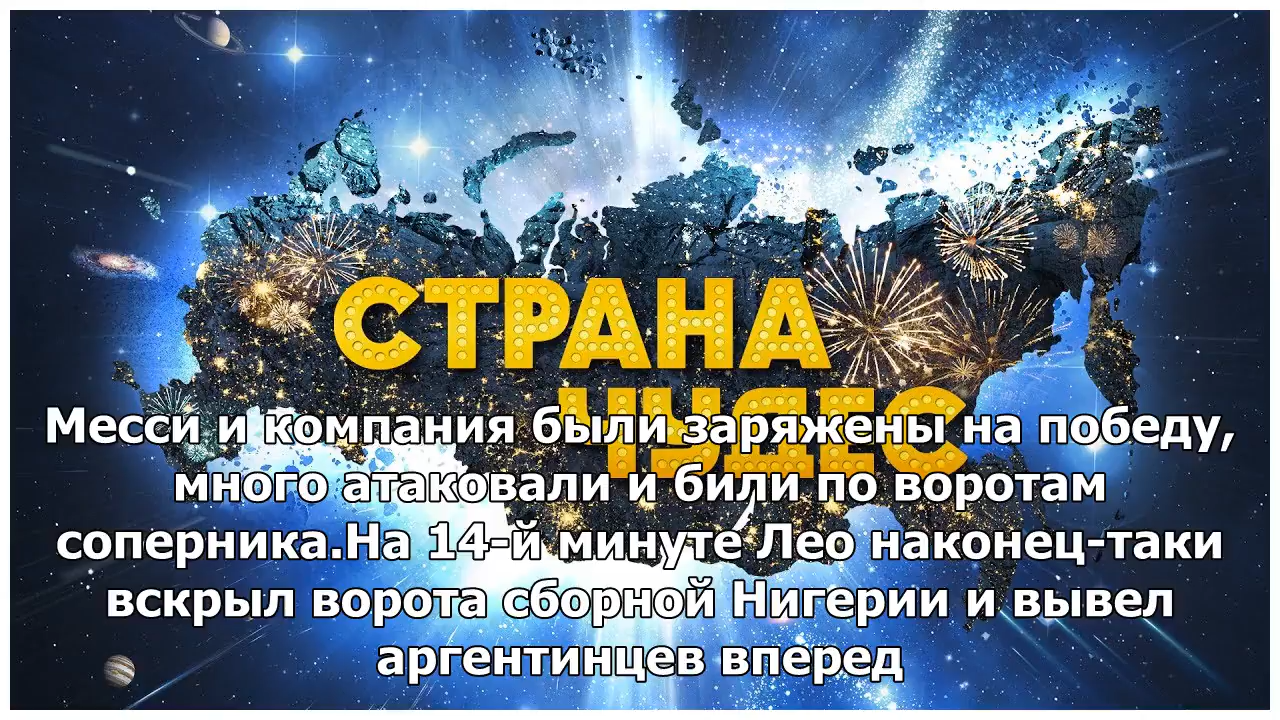 СТРАНА
ЧУДЕС
Месси и компания были заряжены на победу,
много атаковали и били по воротам
соперника.На 14-й минуте Лео наконец-таки
вскрыл ворота сборной Нигерии и вывел
аргентинцев вперед